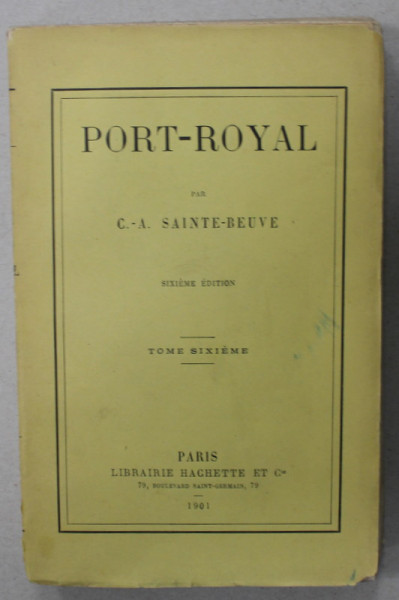 PORT-ROYAL
PAR
C.-A. SAINTE-BEUVE
SIXIÈME ÉDITION
TOME SIXIÈME
PARIS
LIBRAIRIE HACHETTE ET Cie
79, BOULEVARD SAINT-GERMAIN, 79
1901